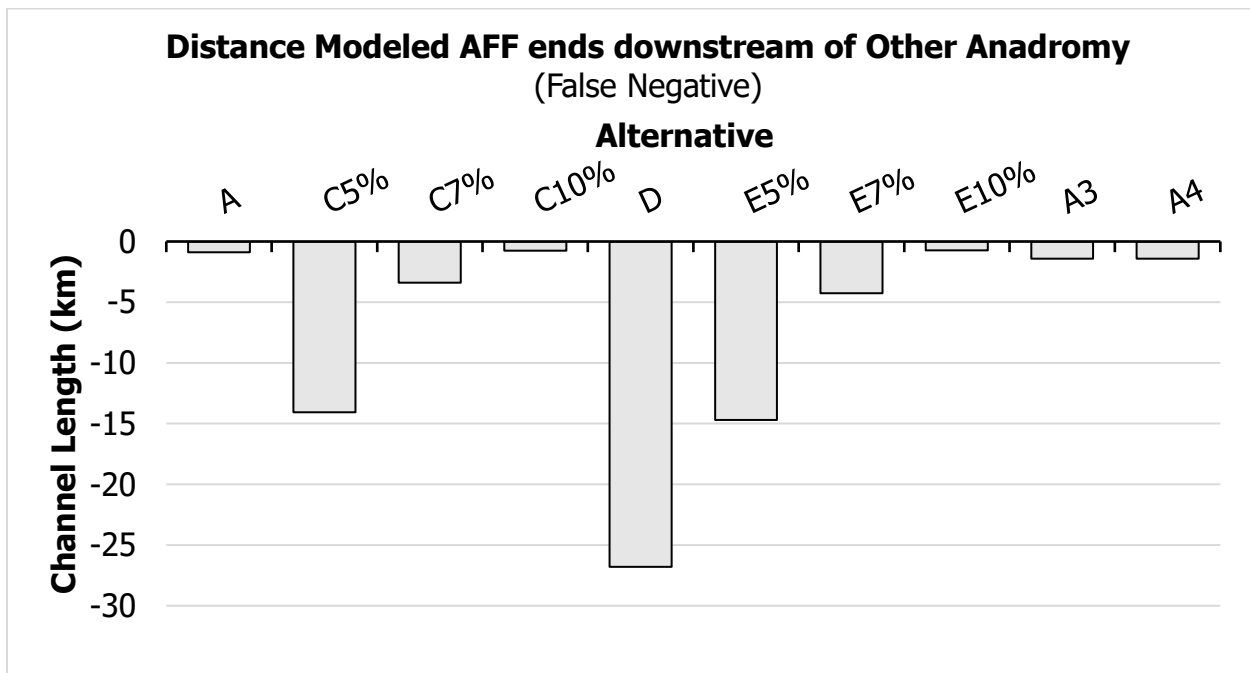 Distance Modeled AFF ends downstream of Other Anadromy
(False Negative)
Alternative
A C5% C7% C10% D E5% E7% E10% A3 A4
Channel Length (km)
0
-5
-10
-15
-20
-25
-30